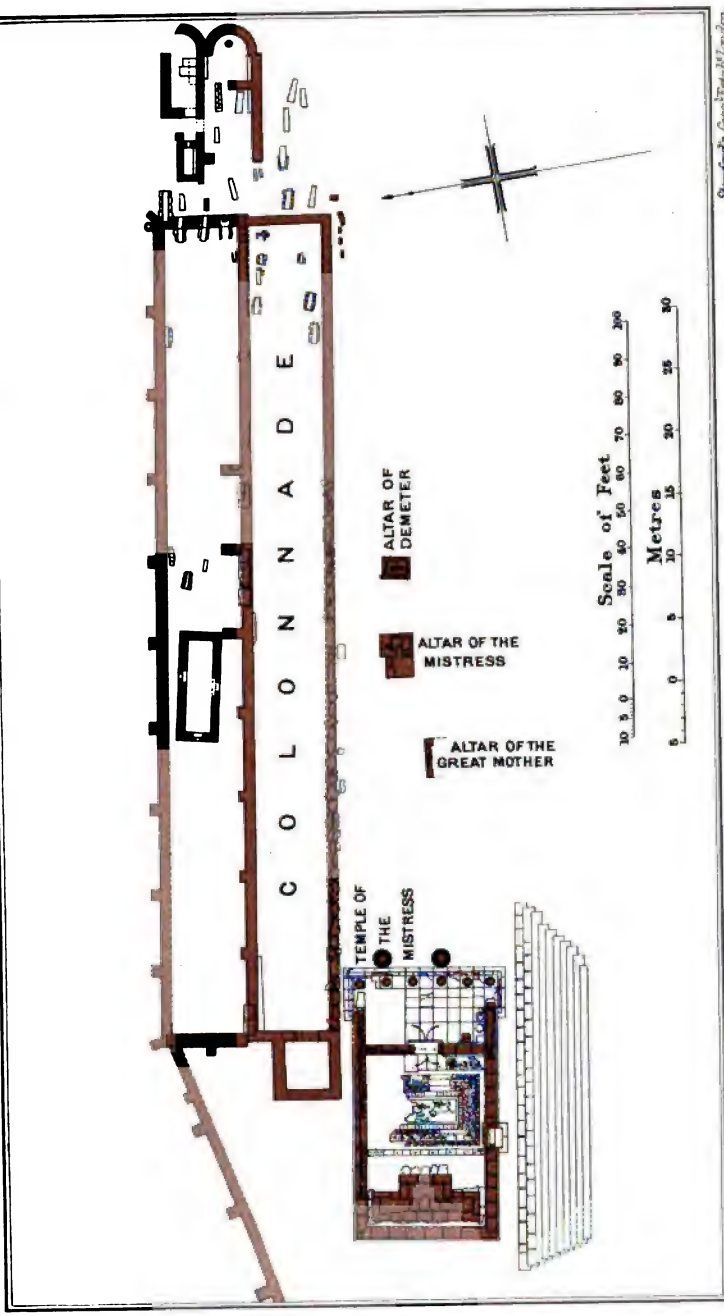 COLONNADE
ALTAR OF
DEMETER
ALTAR OF THE
MISTRESS
ALTAR OF THE
GREAT MOTHER
TEMPLE OF
THE
MISTRESS
Scale of Feet
10 5 0 10 20 30 40 50 60 70 80 90 100
Metres
5 0 5 10 15 20 25 30